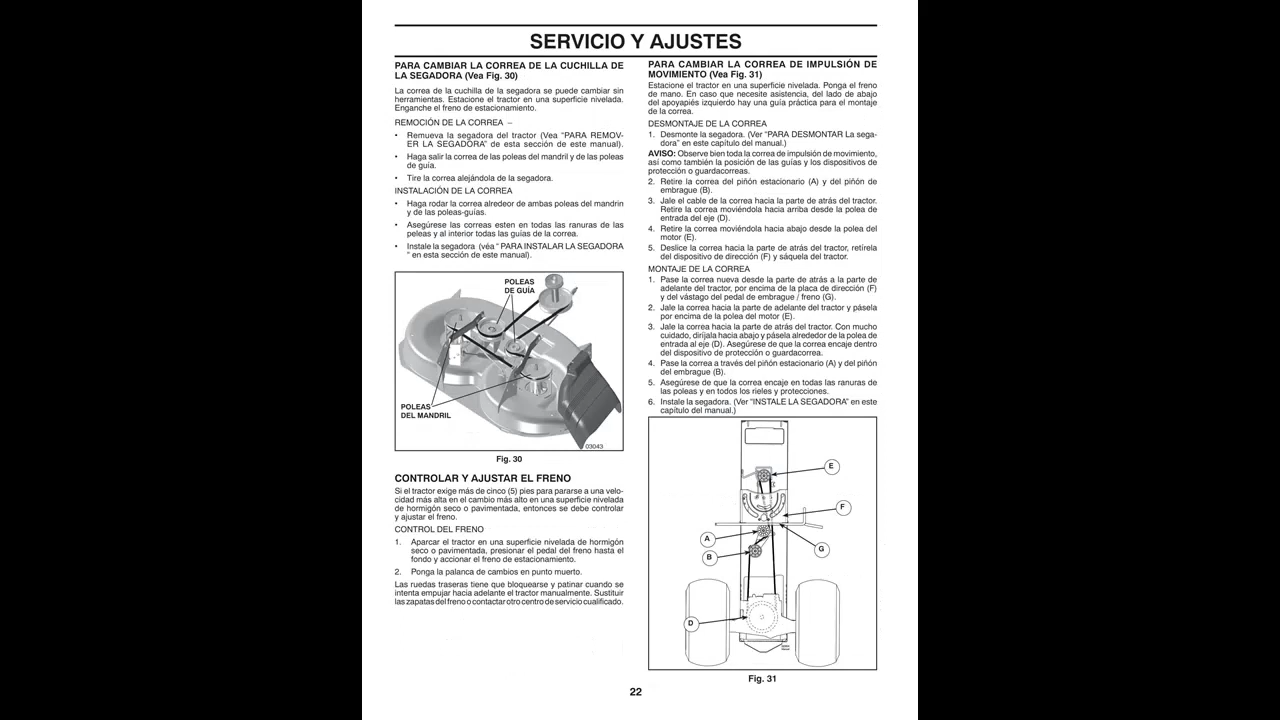 SERVICIO Y AJUSTES
PARA CAMBIAR LA CORREA DE LA CUCHILLA DE
LA SEGADORA (Vea Fig. 30)
La correa de la cuchilla de la segadora se puede cambiar sin
herramientas. Estacione el tractor en una superficie nivelada.
Enganche el freno de estacionamiento.
REMOCIÓN DE LA CORREA –
• Remueva la segadora del tractor (Vea “PARA REMOV-
ER LA SEGADORA” de esta sección de este manual).
• Haga salir la correa de las poleas del mandril y de las poleas
de guía.
• Tire la correa alejándola de la segadora.
INSTALACIÓN DE LA CORREA
• Haga rodar la correa alredeor de ambas poleas del mandrin
y de las poleas-guías.
• Asegúrese las correas esten en todas las ranuras de las
peleas y al interior todas las guías de la correa.
• Instale la segadora (véa “ PARA INSTALAR LA SEGADORA
” en esta sección de este manual).
POLEAS
DE GUÍA
POLEAS
DEL MANDRIL
03043
Fig. 30
CONTROLAR Y AJUSTAR EL FRENO
Si el tractor exige más de cinco (5) pies para pararse a una velo-
cidad más alta en el cambio más alto en una superficie nivelada
de hormigón seco o pavimentada, entonces se debe controlar
y ajustar el freno.
CONTROL DEL FRENO
1. Aparcar el tractor en una superficie nivelada de hormigón
seco o pavimentada, presionar el pedal del freno hasta el
fondo y accionar el freno de estacionamiento.
2. Ponga la palanca de cambios en punto muerto.
Las ruedas traseras tiene que bloquearse y patinar cuando se
intenta empujar hacia adelante el tractor manualmente. Sustituir
las zapatas del freno o contactar otro centro de servicio cualificado.
PARA CAMBIAR LA CORREA DE IMPULSIÓN DE
MOVIMIENTO (Vea Fig. 31)
Estacione el tractor en una superficie nivelada. Ponga el freno
de mano. En caso que necesite asistencia, del lado de abajo
del apoyapiés izquierdo hay una guía práctica para el montaje
de la correa.
DESMONTAJE DE LA CORREA
1. Desmonte la segadora. (Ver “PARA DESMONTAR La sega-
dora” en este capítulo del manual.)
AVISO: Observe bien toda la correa de impulsión de movimiento,
así como también la posición de las guías y los dispositivos de
protección o guardacorreas.
2. Retire la correa del piñón estacionario (A) y del piñón de
embrague (B).
3. Jale el cable de la correa hacia la parte de atrás del tractor.
Retire la correa moviéndola hacia arriba desde la polea de
entrada del eje (D).
4. Retire la correa moviéndola hacia abajo desde la polea del
motor (E).
5. Deslice la correa hacia la parte de atrás del tractor, retírela
del dispositivo de dirección (F) y sáquela del tractor.
MONTAJE DE LA CORREA
1. Pase la correa nueva desde la parte de atrás a la parte de
adelante del tractor, por encima de la placa de dirección (F)
y del vástago del pedal de embrague / freno (G).
2. Jale la correa hacia la parte de adelante del tractor y pásela
por encima de la polea del motor (E).
3. Jale la correa hacia la parte de atrás del tractor. Con mucho
cuidado, diríjala hacia abajo y pásela alrededor de la polea de
entrada al eje (D). Asegúrese de que la correa encaje dentro
del dispositivo de protección o guardacorrea.
4. Pase la correa a través del piñón estacionario (A) y del piñón
del embrague (B).
5. Asegúrese de que la correa encaje en todas las ranuras de
las poleas y en todos los rieles y protecciones.
6. Instale la segadora. (Ver “INSTALE LA SEGADORA” en este
capítulo del manual.)
E
F
A
G
B
D
Fig. 31
22